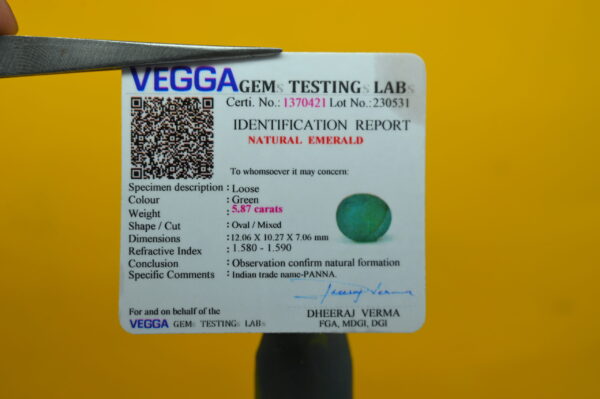 VEGGA GEMs TESTINGs LABs
Certi. No.: 1370421 Lot No.: 230531
IDENTIFICATION REPORT
NATURAL EMERALD
To whomsoever it may concern:
Specimen description : Loose
Colour : Green
Weight : 5.87 carats
Shape / Cut : Oval / Mixed
Dimensions : 12.06 X 10.27 X 7.06 mm
Refractive Index : 1.580 - 1.590
Conclusion : Observation confirm natural formation
Specific Comments : Indian trade name-PANNA.
Dheeraj Verma
For and on behalf of the
VEGGA GEMs TESTINGs LABs
DHEERAJ VERMA
FGA, MDGI, DGI